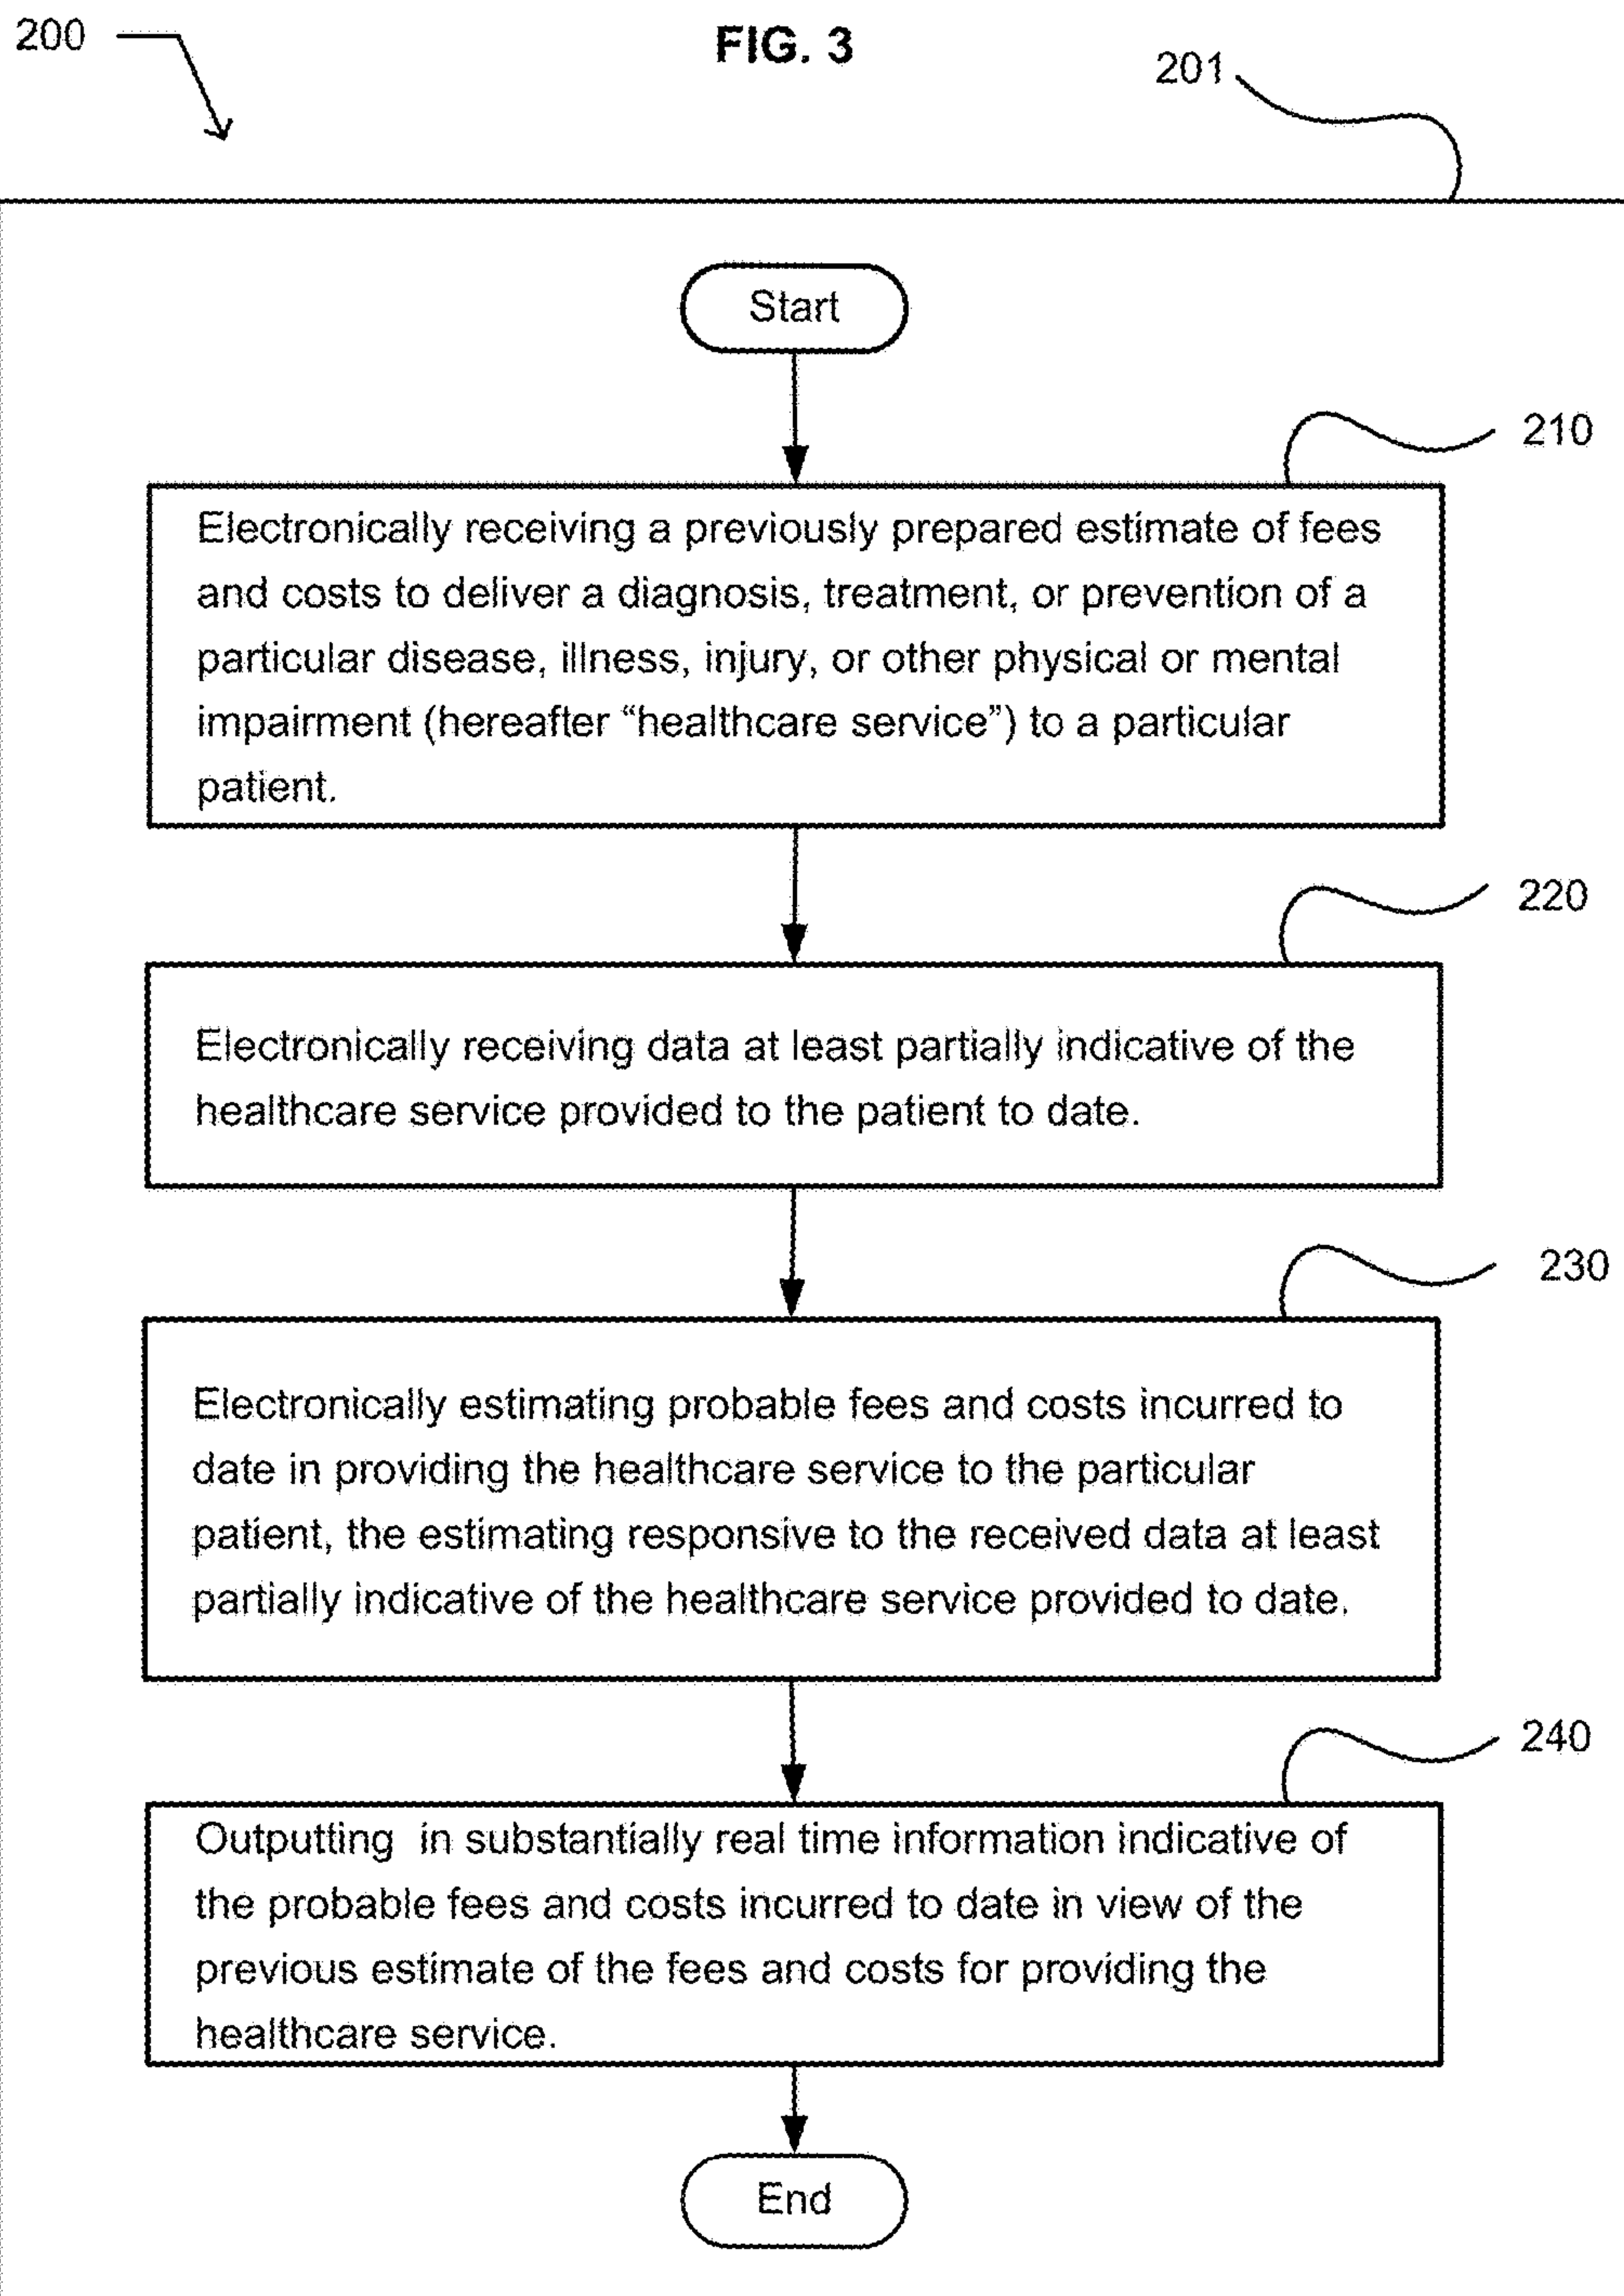 200
FIG. 3
201
Start
210
Electronically receiving a previously prepared estimate of fees
and costs to deliver a diagnosis, treatment, or prevention of a
particular disease, illness, injury, or other physical or mental
impairment (hereafter “healthcare service”) to a particular
patient.
220
Electronically receiving data at least partially indicative of the
healthcare service provided to the patient to date.
230
Electronically estimating probable fees and costs incurred to
date in providing the healthcare service to the particular
patient, the estimating responsive to the received data at least
partially indicative of the healthcare service provided to date.
240
Outputting in substantially real time information indicative of
the probable fees and costs incurred to date in view of the
previous estimate of the fees and costs for providing the
healthcare service.
End